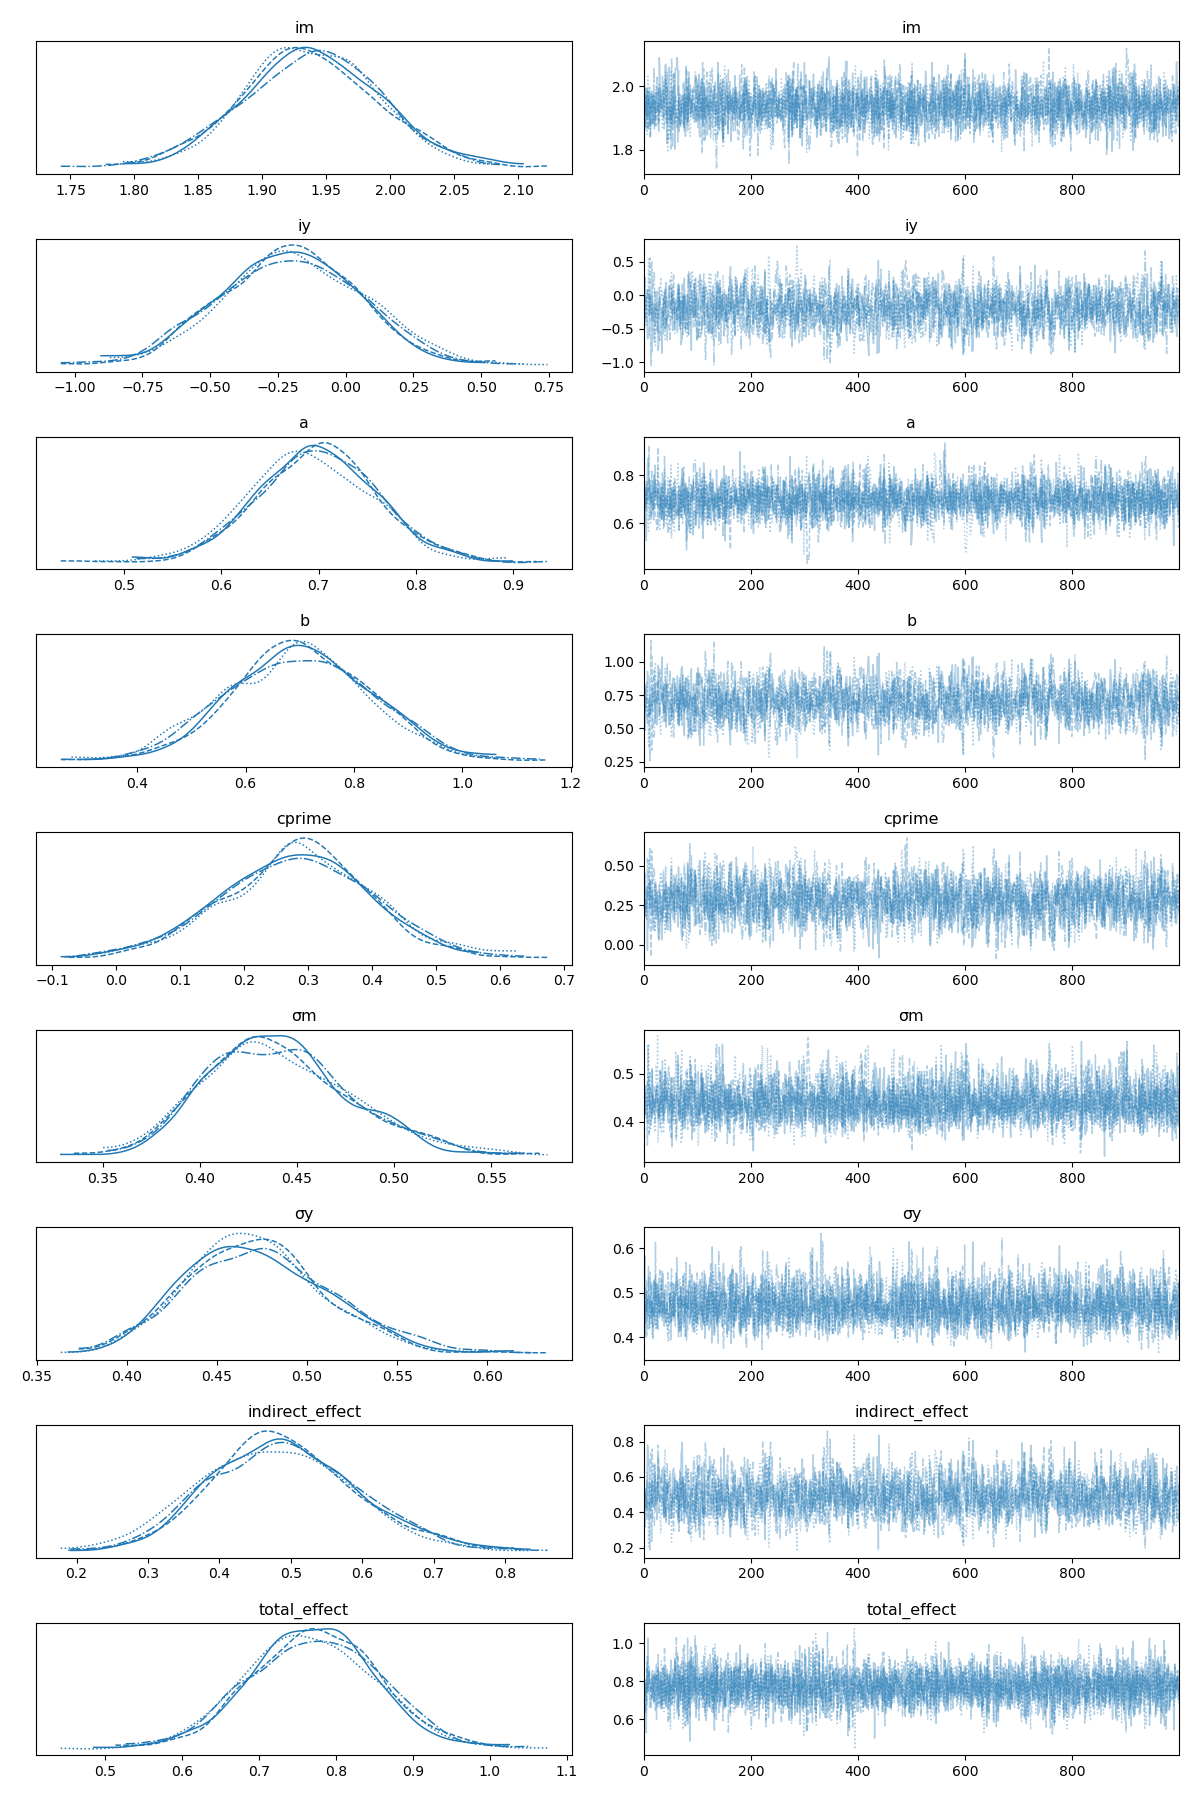 im im
2.0
1.8
1.75 1.80 1.85 1.90 1.95 2.00 2.05 2.10 0 200 400 600 800
iy iy
0.5
0.0
−0.5
−1.0
−1.00 −0.75 −0.50 −0.25 0.00 0.25 0.50 0.75 0 200 400 600 800
a a
0.8
0.6
0.5 0.6 0.7 0.8 0.9 0 200 400 600 800
b b
1.00
0.75
0.50
0.25
0.4 0.6 0.8 1.0 1.2 0 200 400 600 800
cprime cprime
0.50
0.25
0.00
−0.1 0.0 0.1 0.2 0.3 0.4 0.5 0.6 0.7 0 200 400 600 800
σm σm
0.5
0.4
0.35 0.40 0.45 0.50 0.55 0 200 400 600 800
σy σy
0.6
0.5
0.4
0.35 0.40 0.45 0.50 0.55 0.60 0 200 400 600 800
indirect_effect indirect_effect
0.8
0.6
0.4
0.2
0.2 0.3 0.4 0.5 0.6 0.7 0.8 0 200 400 600 800
total_effect total_effect
1.0
0.8
0.6
0.5 0.6 0.7 0.8 0.9 1.0 1.1 0 200 400 600 800